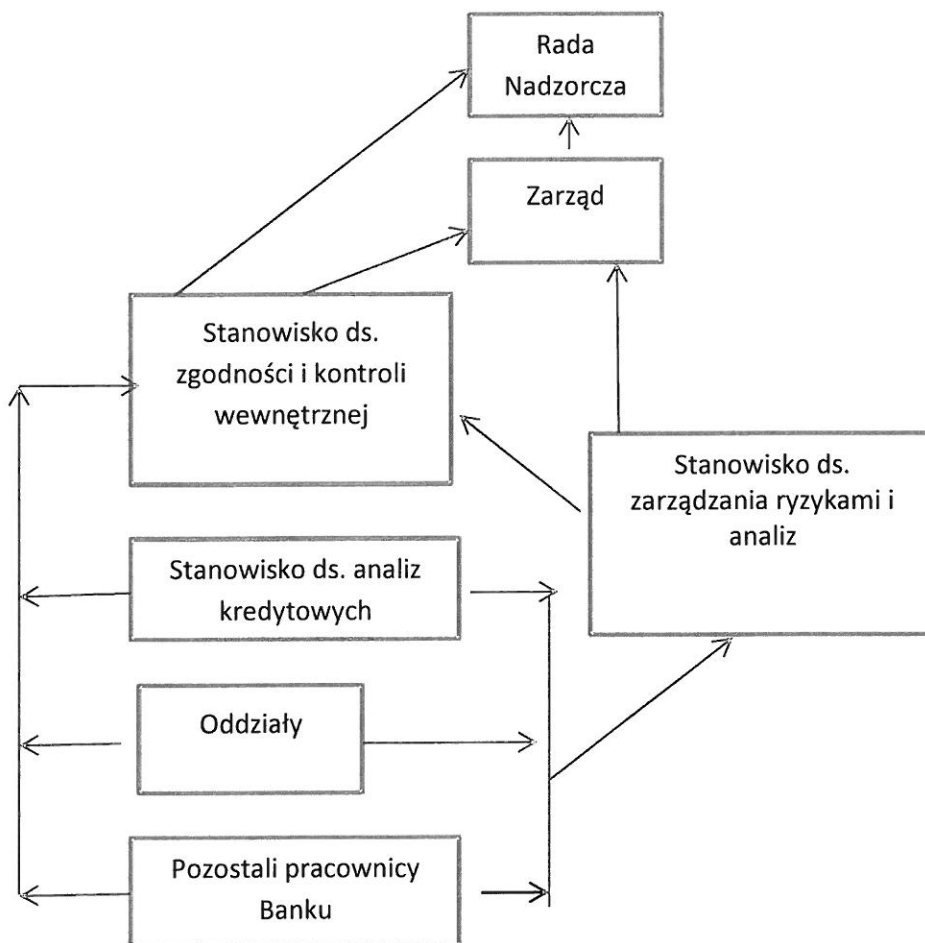 Rada
Nadzorcza
Zarząd
Stanowisko ds.
zgodności i kontroli
wewnętrznej
Stanowisko ds.
zarządzania ryzykami i
analiz
Stanowisko ds. analiz
kredytowych
Oddziały
Pozostali pracownicy
Banku